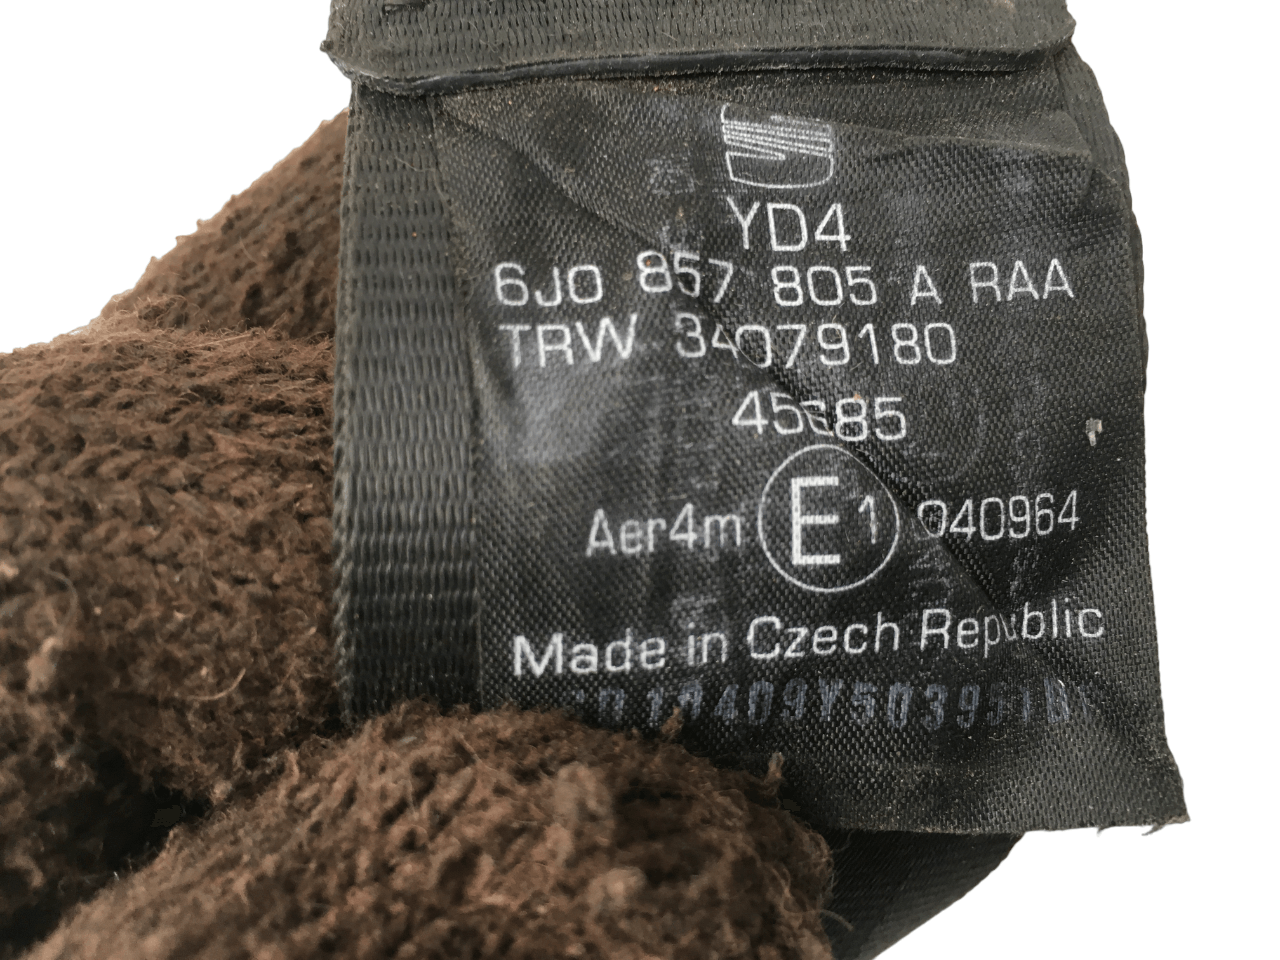 YD4
6J0 857 805 A RAA
TRW 34079180
Aer4m E1 040964
Made in Czech Republic